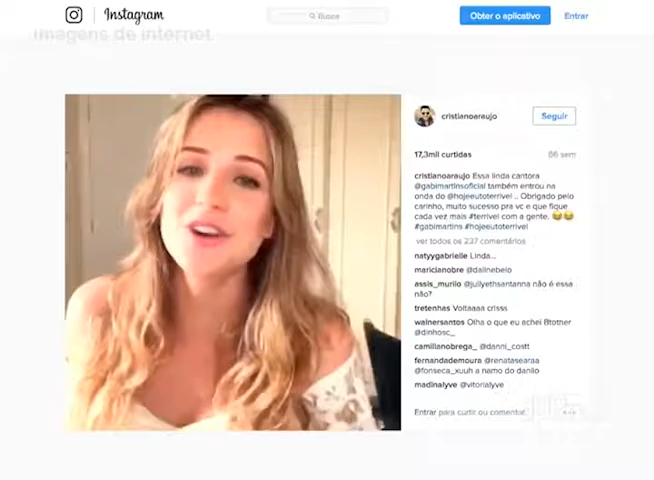 Instagram
Busca
Obter o aplicativo
Entrar
imagens de internet
cristianoaraujo
Seguir
17,3mil curtidas
86 sem
cristianoaraujo Essa linda cantora
@gabimartinsoficial também entrou na
onda do @hojeeutoterrivel .. Obrigado pelo
carinho, muito sucesso pra vc e que fique
cada vez mais #terrivel com a gente. 😂😂
#gabimartins #hojeeutoterrivel
ver todos os 237 comentários
natyygabrielle Linda...
maricianobre @dalinebelo
assis_murilo @juliyethsantanna não é essa
não?
tretenhas Voltaaaa crisss
walnersantos Olha o que eu achei Btother
@dinhosc_
camillanobrega_ @danni_costt
fernandademoura @renatasearaa
@fonseca_xuuh a namo do danilo
madinalyve @vitorialyve
Entrar para curtir ou comentar.